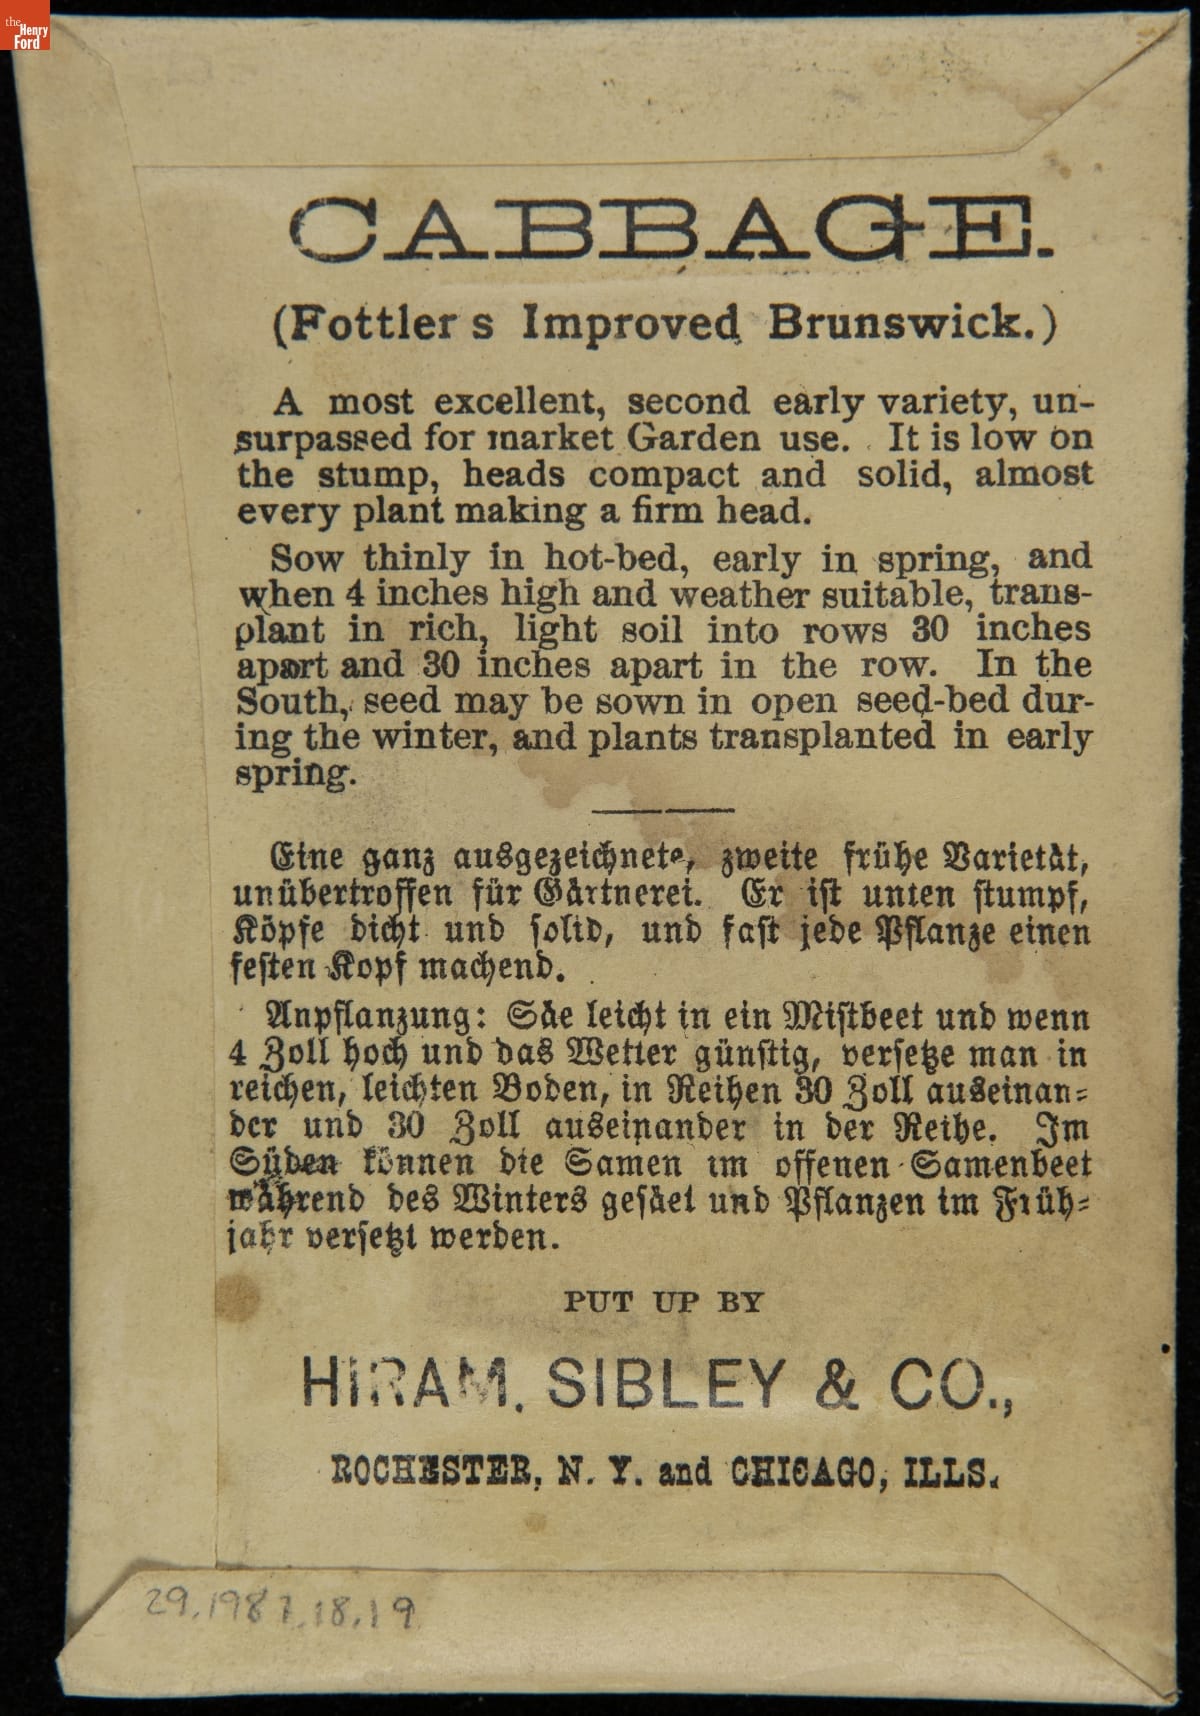 the
Henry
Ford
CABBAGE.
(Fottler s Improved Brunswick.)
A most excellent, second early variety, un-
surpassed for market Garden use. It is low on
the stump, heads compact and solid, almost
every plant making a firm head.
Sow thinly in hot-bed, early in spring, and
when 4 inches high and weather suitable, trans-
plant in rich, light soil into rows 30 inches
apart and 30 inches apart in the row. In the
South, seed may be sown in open seed-bed dur-
ing the winter, and plants transplanted in early
spring.
Eine ganz ausgezeichnete, zweite frühe Varietät,
unübertroffen für Gärtnerei. Er ist unten stumpf,
Köpfe dicht und solid, und fast jede Pflanze einen
festen Kopf machend.
Anpflanzung: Säe leicht in ein Mistbeet und wenn
4 Zoll hoch und das Wetter günstig, versetze man in
reichen, leichten Boden, in Reihen 30 Zoll auseinan-
der und 30 Zoll auseinander in der Reihe. Im
Süden können die Samen im offenen Samenbeet
während des Winters gesäet und Pflanzen im Früh-
jahr versetzt werden.
PUT UP BY
HIRAM. SIBLEY & CO.,
ROCHESTER, N. Y. and CHICAGO, ILLS.
29.1987.18.19